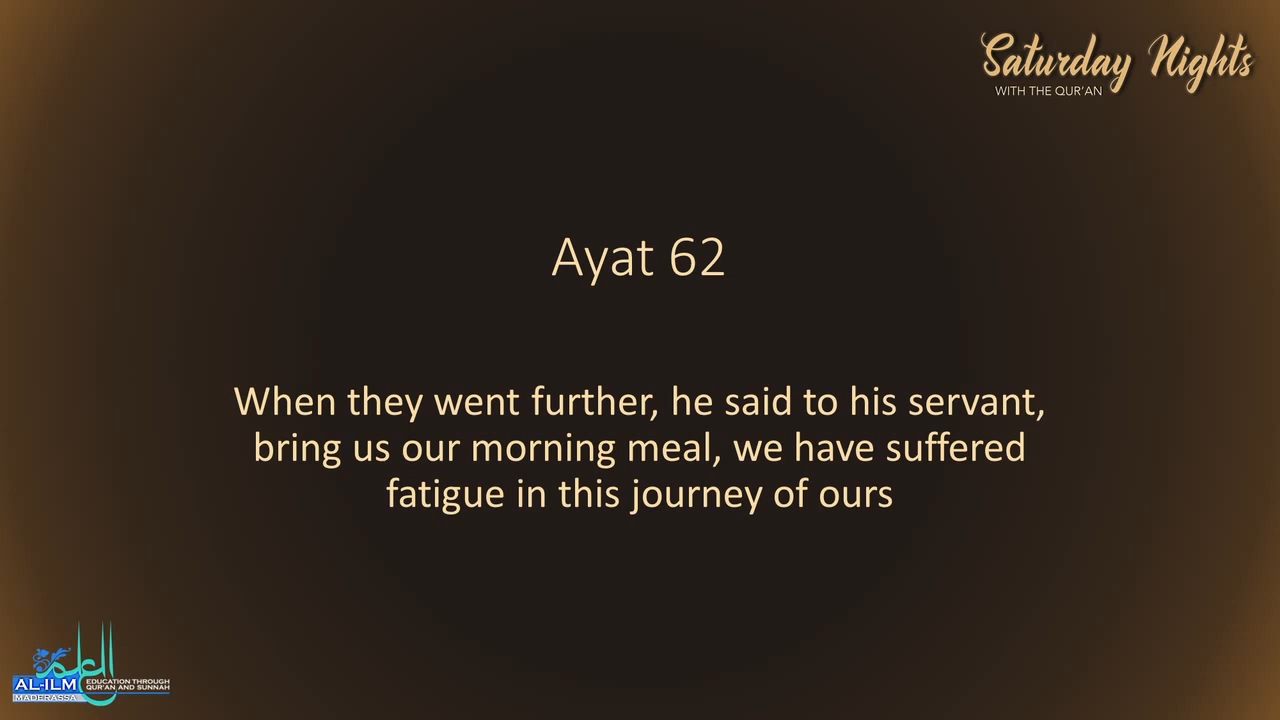 Saturday Nights
WITH THE QUR'AN
Ayat 62
When they went further, he said to his servant,
bring us our morning meal, we have suffered
fatigue in this journey of ours
العلم
AL-ILM
MADERASSA
EDUCATION THROUGH
QUR'AN AND SUNNAH